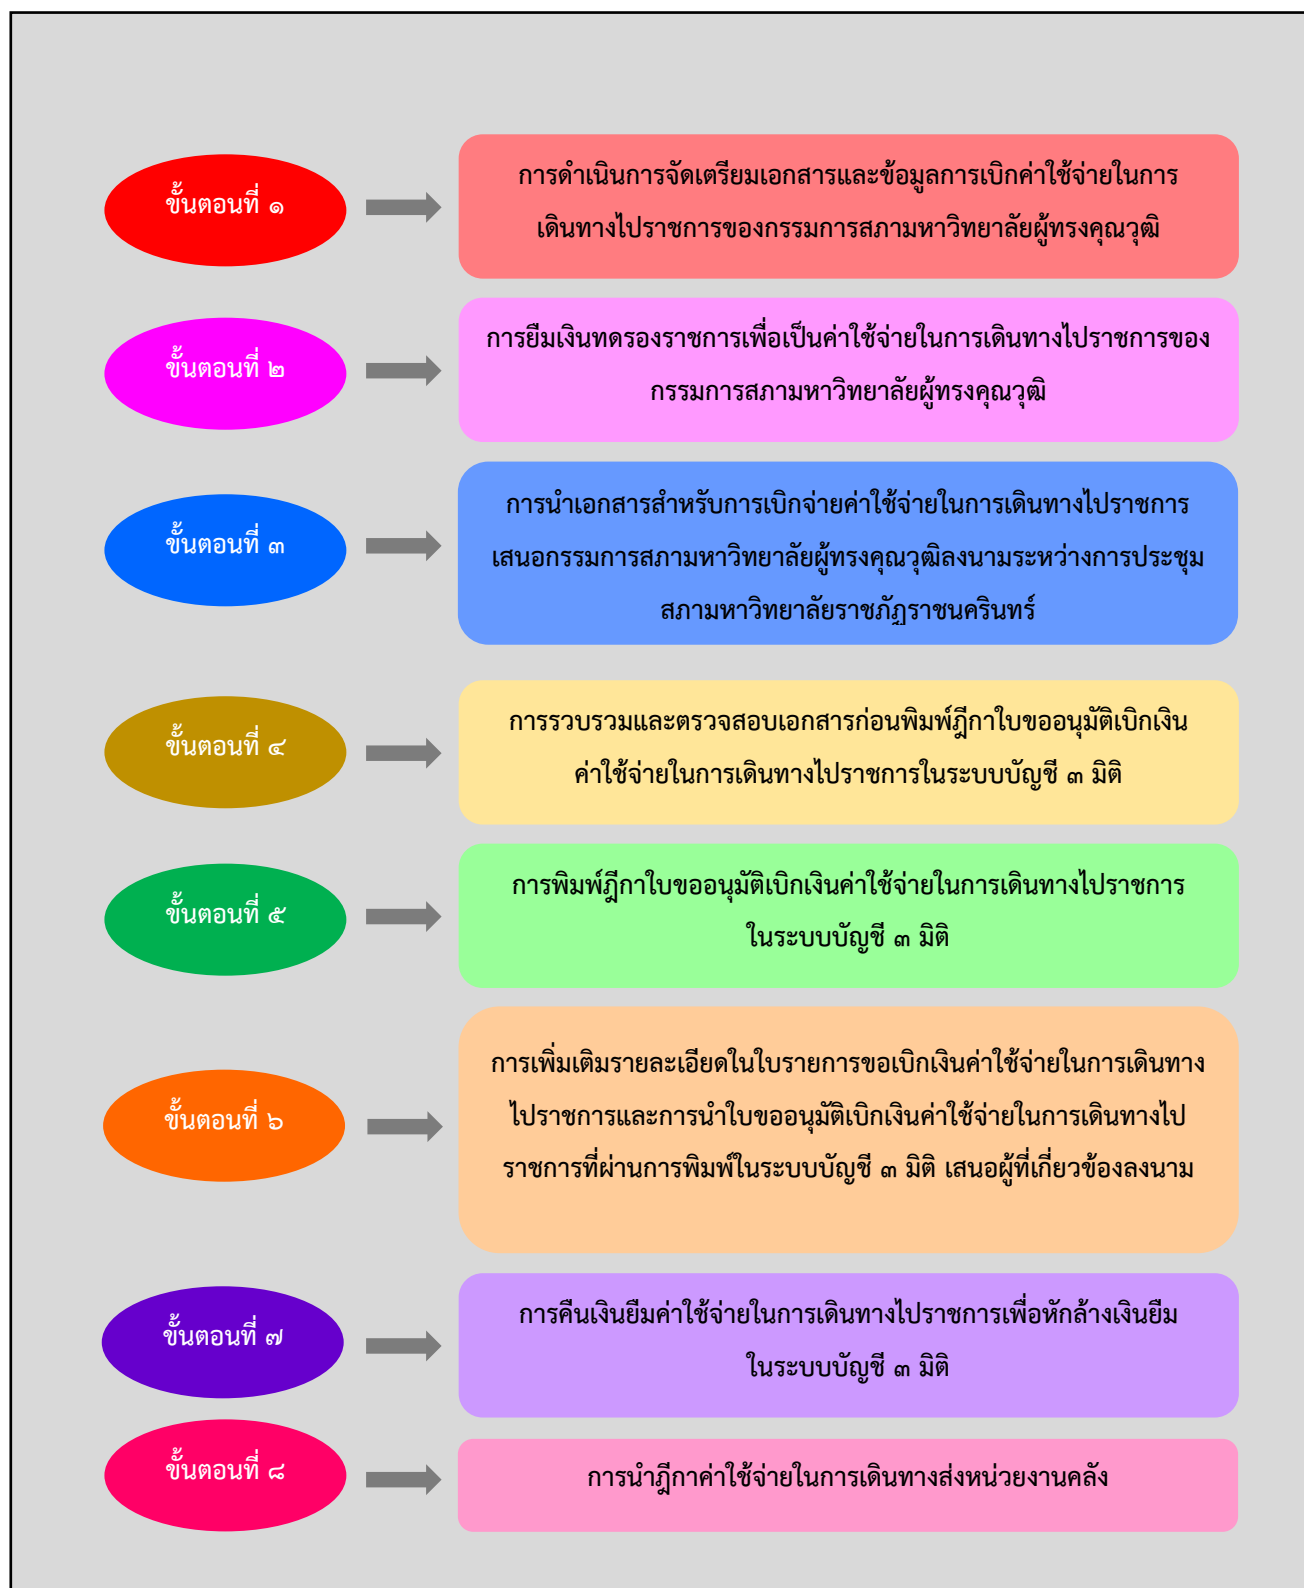 ขั้นตอนที่ ๑
การดำเนินการจัดเตรียมเอกสารและข้อมูลการเบิกค่าใช้จ่ายในการ
เดินทางไปราชการของกรรมการสภามหาวิทยาลัยผู้ทรงคุณวุฒิ
ขั้นตอนที่ ๒
การยืมเงินทดรองราชการเพื่อเป็นค่าใช้จ่ายในการเดินทางไปราชการของ
กรรมการสภามหาวิทยาลัยผู้ทรงคุณวุฒิ
ขั้นตอนที่ ๓
การนำเอกสารสำหรับการเบิกจ่ายค่าใช้จ่ายในการเดินทางไปราชการ
เสนอกรรมการสภามหาวิทยาลัยผู้ทรงคุณวุฒิลงนามระหว่างการประชุม
สภามหาวิทยาลัยราชภัฏราชนครินทร์
ขั้นตอนที่ ๔
การรวบรวมและตรวจสอบเอกสารก่อนพิมพ์ฎีกาใบขออนุมัติเบิกเงิน
ค่าใช้จ่ายในการเดินทางไปราชการในระบบบัญชี ๓ มิติ
ขั้นตอนที่ ๕
การพิมพ์ฎีกาใบขออนุมัติเบิกเงินค่าใช้จ่ายในการเดินทางไปราชการ
ในระบบบัญชี ๓ มิติ
ขั้นตอนที่ ๖
การเพิ่มเติมรายละเอียดในใบรายการขอเบิกเงินค่าใช้จ่ายในการเดินทาง
ไปราชการและการนำใบขออนุมัติเบิกเงินค่าใช้จ่ายในการเดินทางไป
ราชการที่ผ่านการพิมพ์ในระบบบัญชี ๓ มิติ เสนอผู้ที่เกี่ยวข้องลงนาม
ขั้นตอนที่ ๗
การคืนเงินยืมค่าใช้จ่ายในการเดินทางไปราชการเพื่อหักล้างเงินยืม
ในระบบบัญชี ๓ มิติ
ขั้นตอนที่ ๘
การนำฎีกาค่าใช้จ่ายในการเดินทางส่งหน่วยงานคลัง